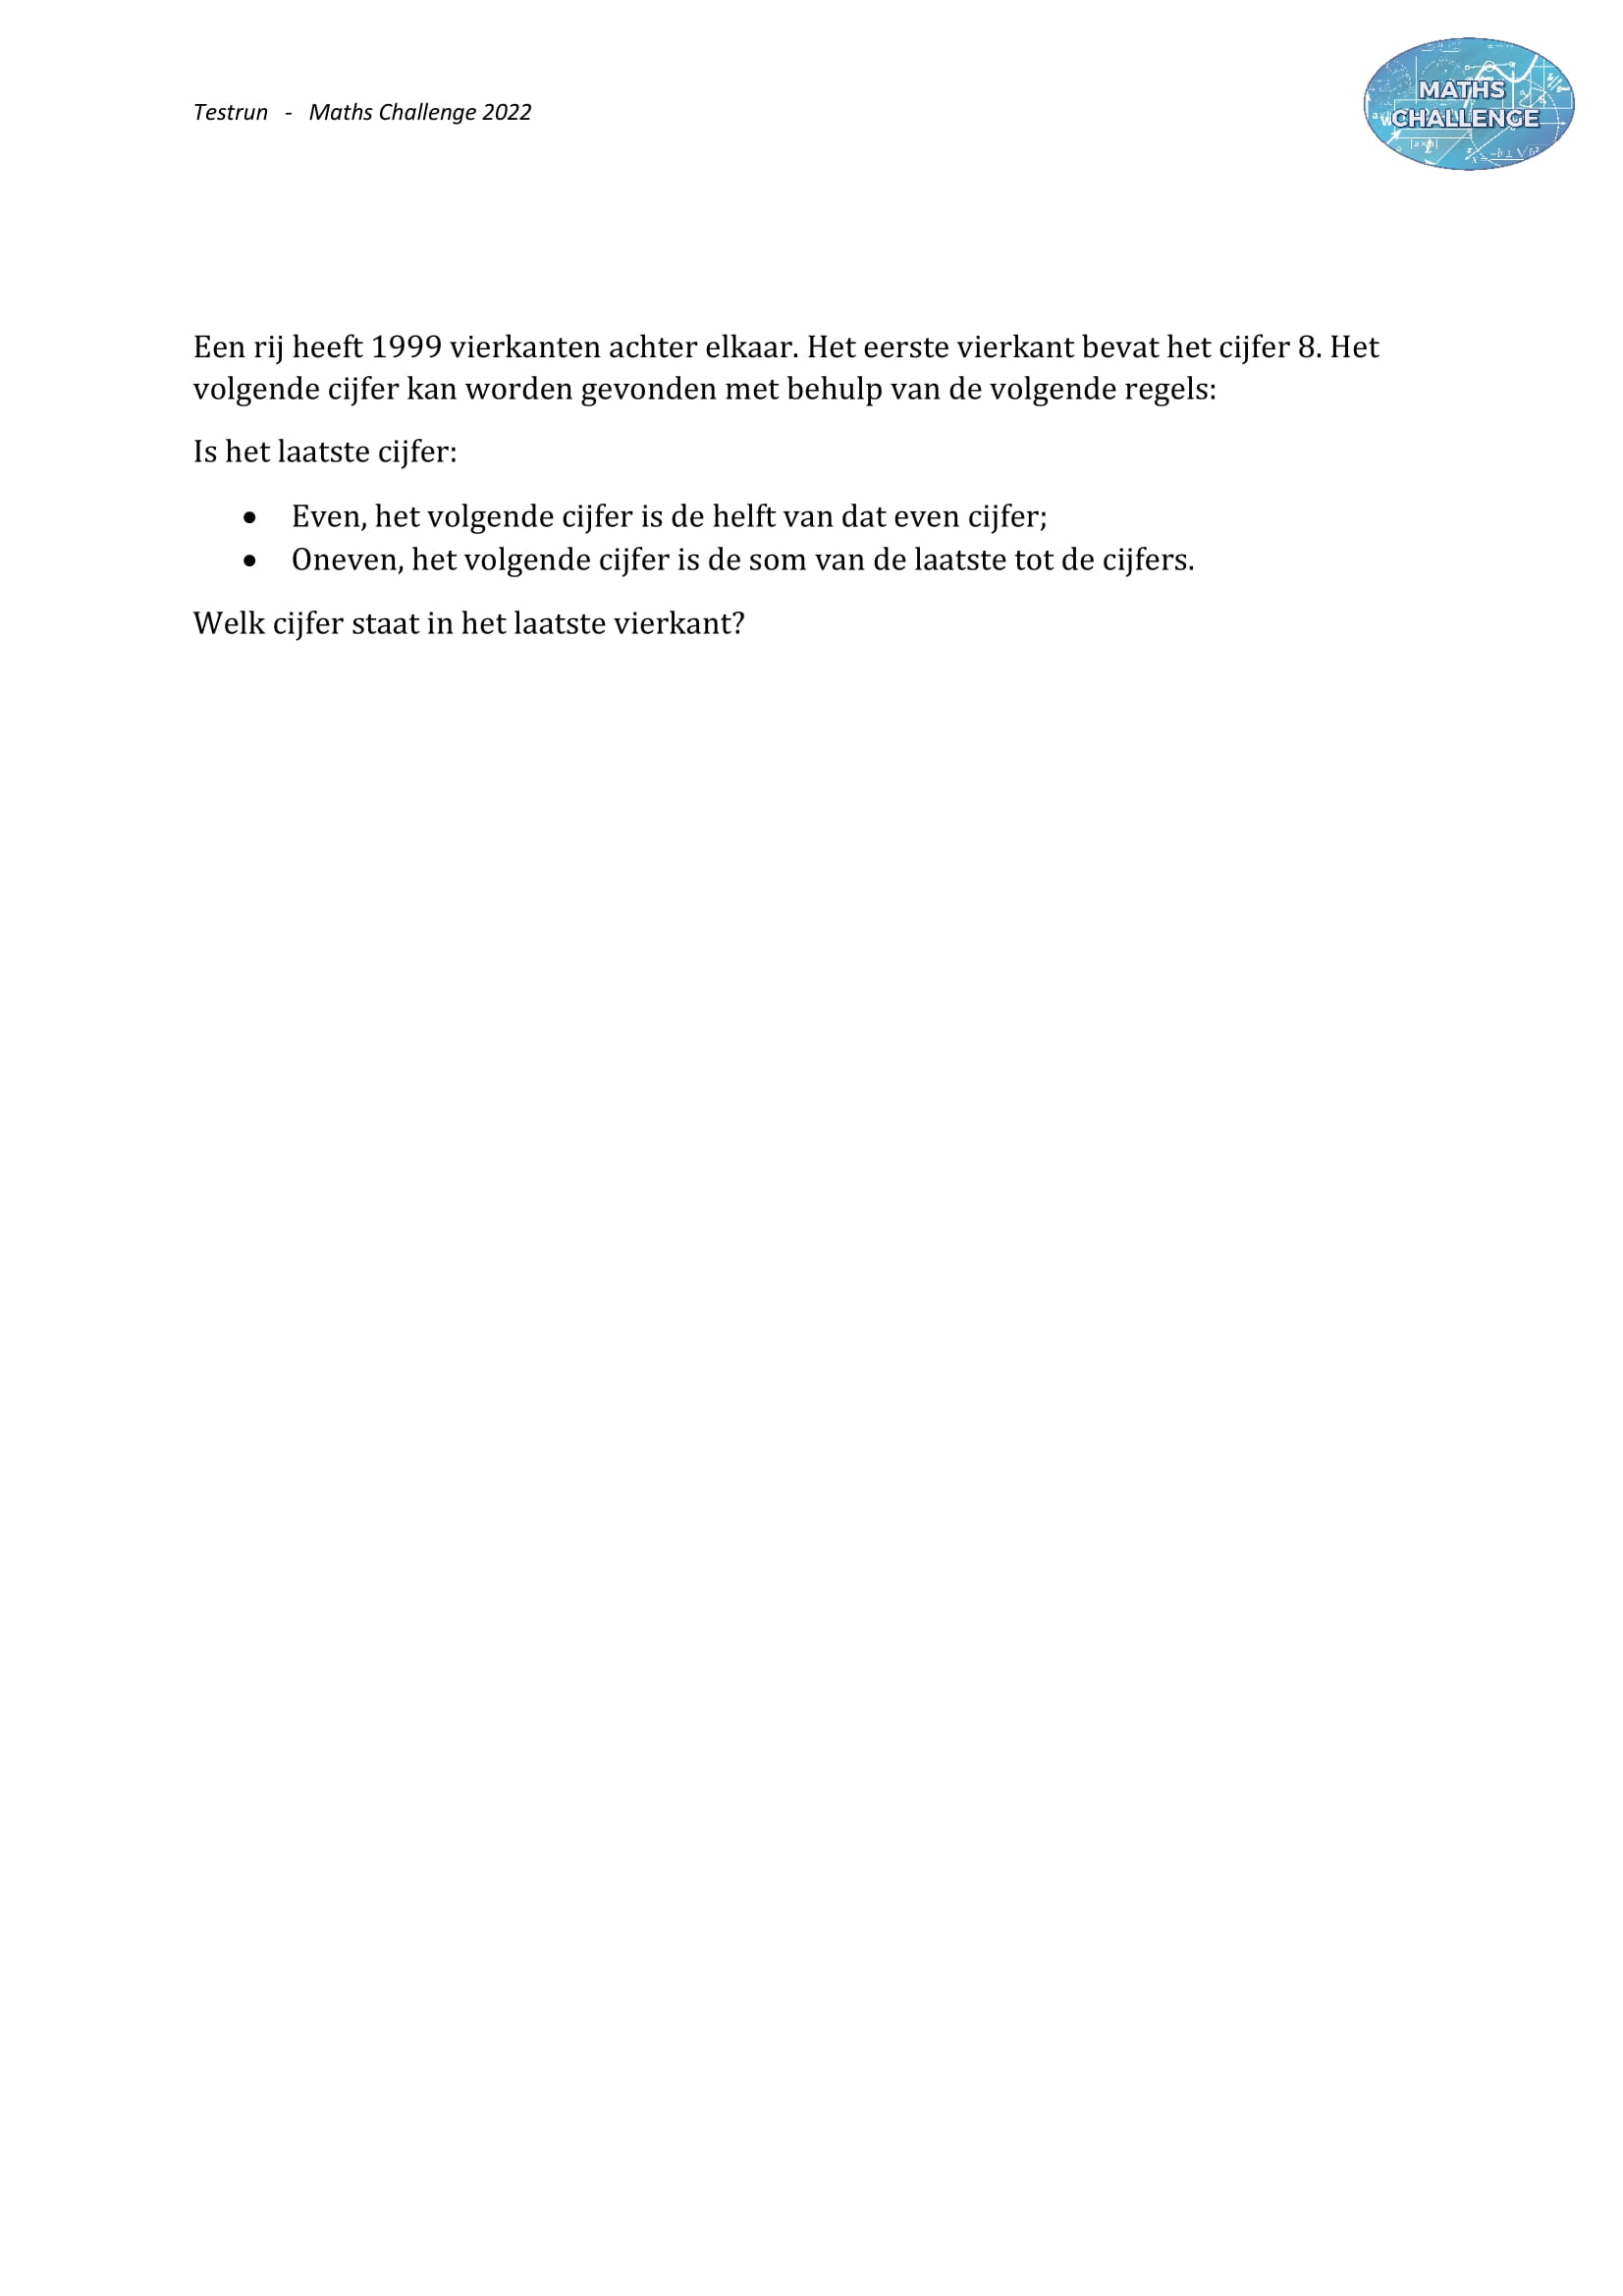 Testrun - Maths Challenge 2022
MATHS
CHALLENGE
Een rij heeft 1999 vierkanten achter elkaar. Het eerste vierkant bevat het cijfer 8. Het
volgende cijfer kan worden gevonden met behulp van de volgende regels:
Is het laatste cijfer:
• Even, het volgende cijfer is de helft van dat even cijfer;
• Oneven, het volgende cijfer is de som van de laatste tot de cijfers.
Welk cijfer staat in het laatste vierkant?